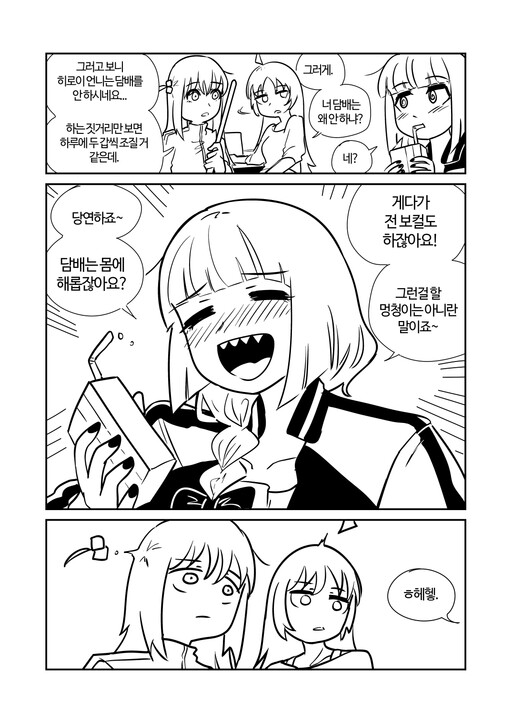 그러고 보니
히로이 언니는 담배를
안 하시네요...
하는 짓거리만 보면
하루에 두 갑씩 조질 거
같은데.
그러게.
너 담배는
왜 안 하냐?
네?
당연하죠~
담배는 몸에
해롭잖아요?
게다가
전 보컬도
하잖아요!
그런걸 할
멍청이는 아니란
말이죠~
ㅎ헤헿.